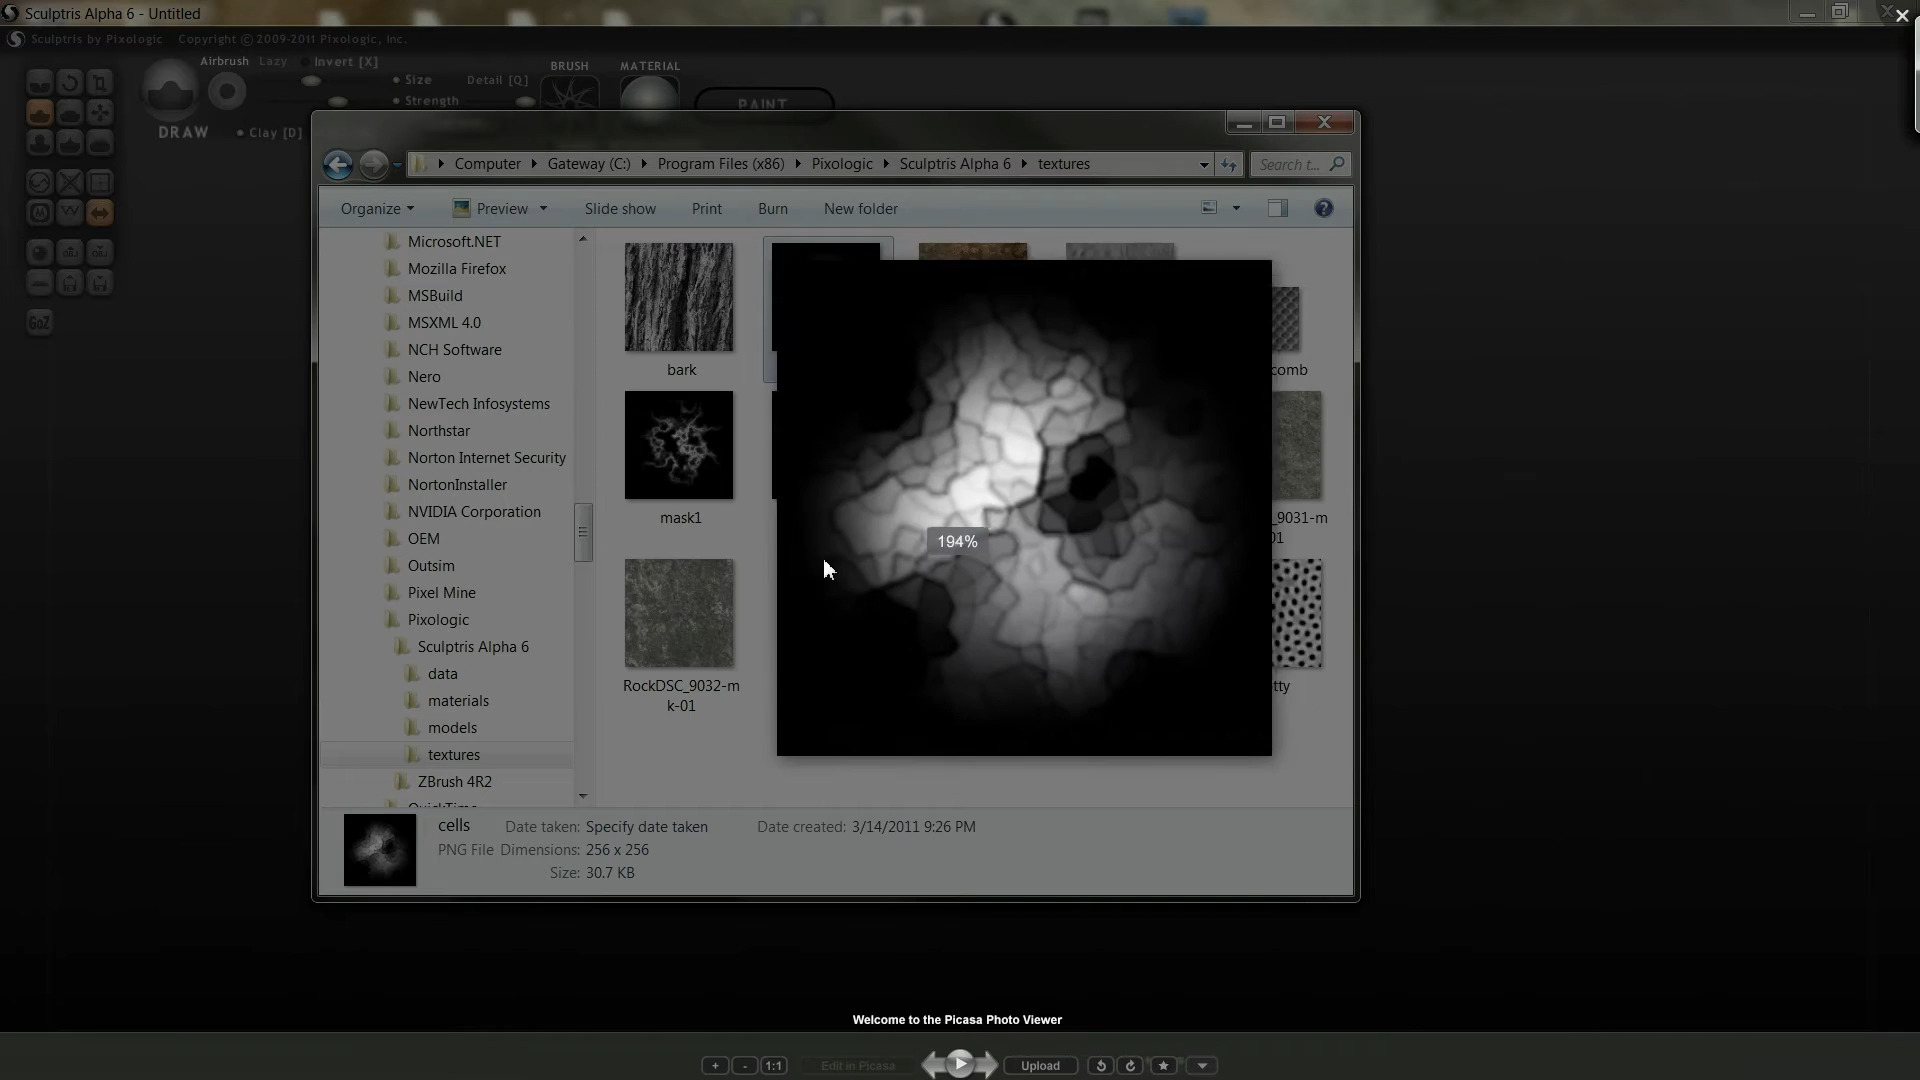 Sculptris Alpha 6 - Untitled
Sculptris by Pixologic Copyright © 2009-2011 Pixologic, Inc.
Airbrush Lazy Invert [X]
Size Detail [Q]
Strength
BRUSH MATERIAL
PAINT
DRAW Clay [D]
GoZ
Computer Gateway (C:) Program Files (x86) Pixologic Sculptris Alpha 6 textures
Search t...
Organize Preview Slide show Print Burn New folder
Microsoft.NET
Mozilla Firefox
MSBuild
MSXML 4.0
NCH Software
Nero
NewTech Infosystems
Northstar
Norton Internet Security
NortonInstaller
NVIDIA Corporation
OEM
Outsim
Pixel Mine
Pixologic
Sculptris Alpha 6
data
materials
models
textures
ZBrush 4R2
QuickTime
bark
comb
mask1
_9031-m
01
RockDSC_9032-m
k-01
tty
194%
cells Date taken: Specify date taken Date created: 3/14/2011 9:26 PM
PNG File Dimensions: 256 x 256
Size: 30.7 KB
Welcome to the Picasa Photo Viewer
+ - 1:1 Edit in Picasa Upload